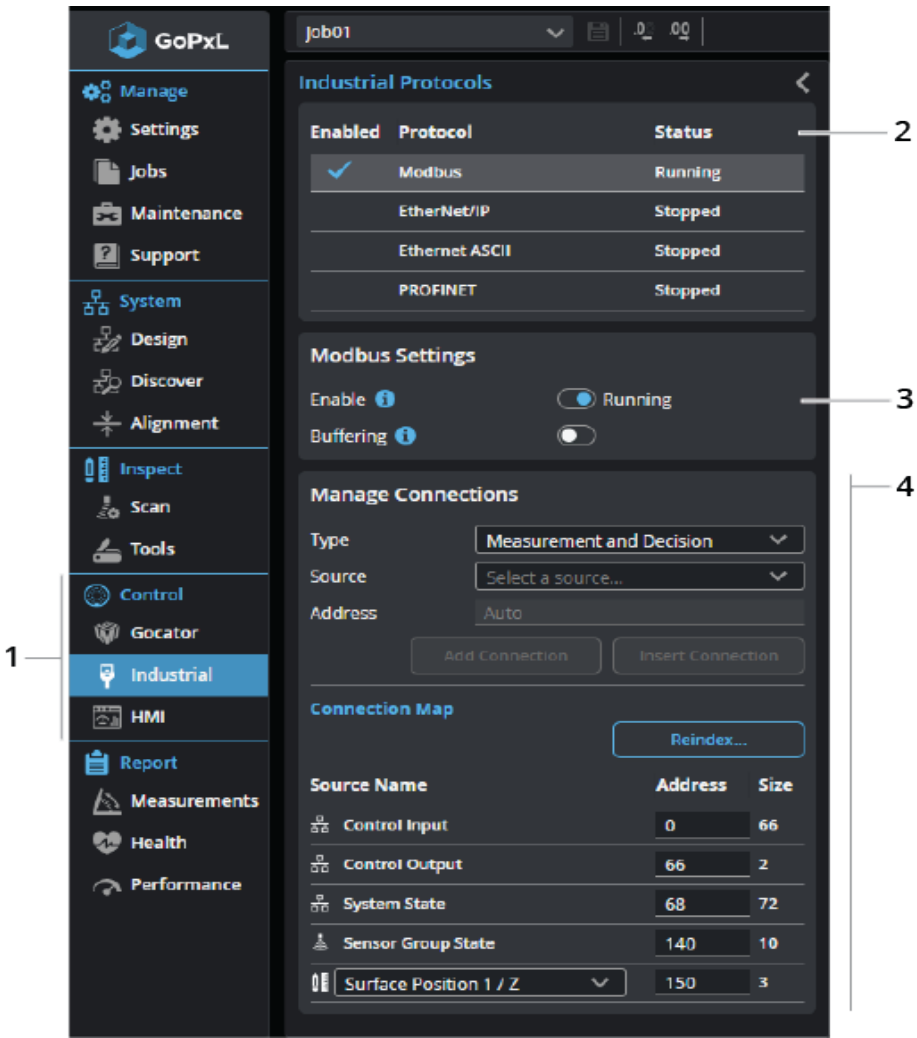 GoPxL
Manage
Settings
Jobs
Maintenance
Support
System
Design
Discover
Alignment
Inspect
Scan
Tools
Control
Gocator
Industrial
HMI
Report
Measurements
Health
Performance
1
Job01
.0 .00
Industrial Protocols
Enabled Protocol Status
Modbus Running
EtherNet/IP Stopped
Ethernet ASCII Stopped
PROFINET Stopped
2
Modbus Settings
Enable Running
Buffering
3
Manage Connections
Type Measurement and Decision
Source Select a source...
Address Auto
Add Connection Insert Connection
Connection Map
Reindex...
Source Name Address Size
Control Input 0 66
Control Output 66 2
System State 68 72
Sensor Group State 140 10
Surface Position 1 / Z 150 3
4